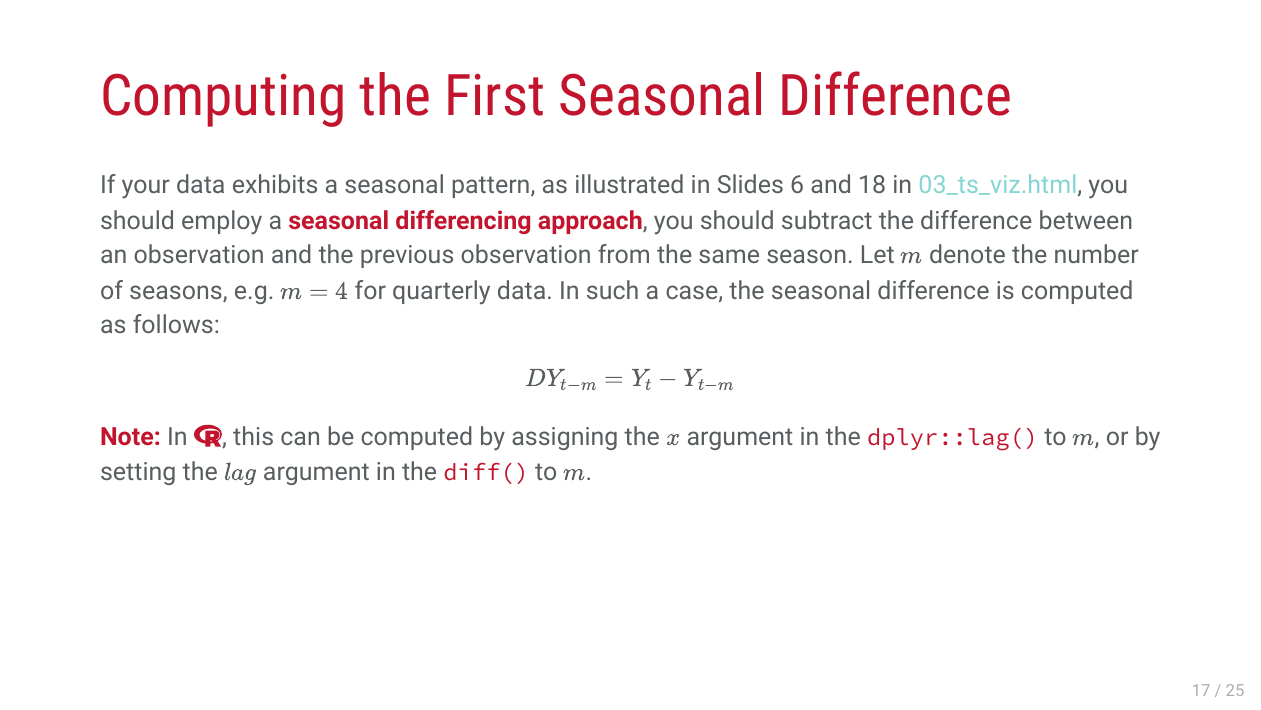 Computing the First Seasonal Difference
If your data exhibits a seasonal pattern, as illustrated in Slides 6 and 18 in 03_ts_viz.html, you
should employ a seasonal differencing approach, you should subtract the difference between
an observation and the previous observation from the same season. Let m denote the number
of seasons, e.g. m = 4 for quarterly data. In such a case, the seasonal difference is computed
as follows:
DY_{t−m} = Y_t − Y_{t−m}
Note: In R, this can be computed by assigning the x argument in the dplyr::lag() to m, or by
setting the lag argument in the diff() to m.
17 / 25